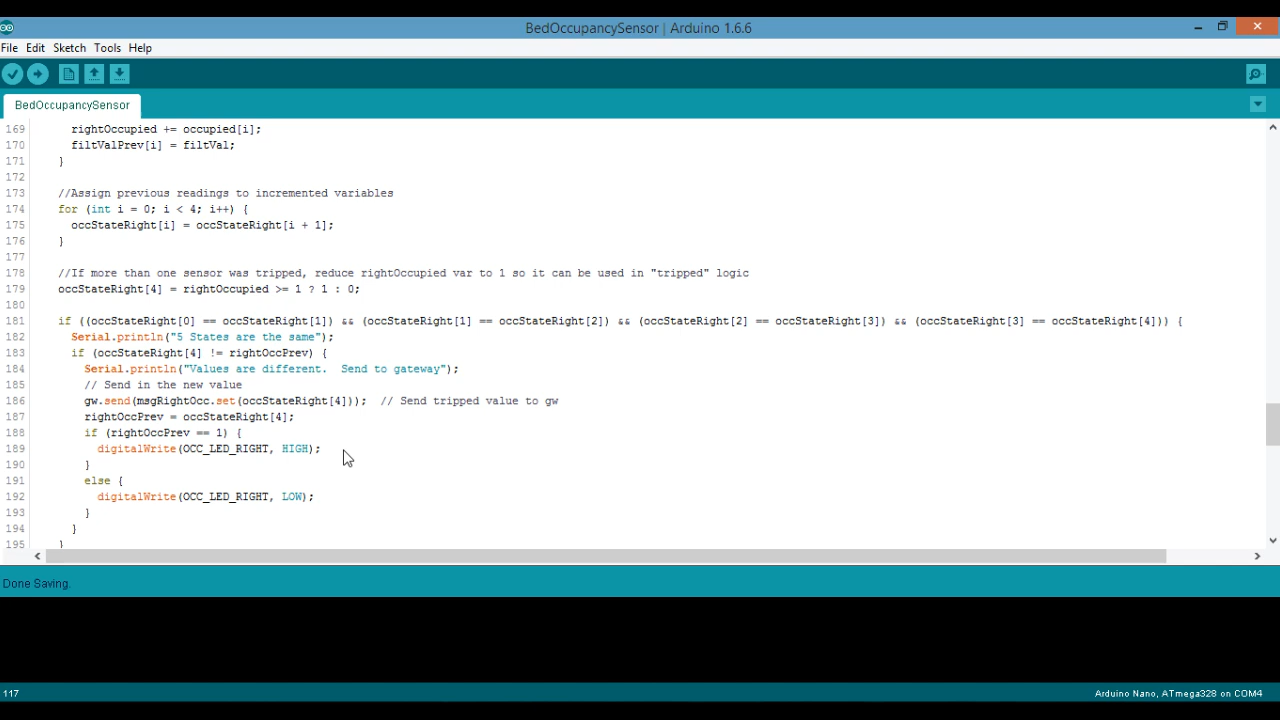 BedOccupancySensor | Arduino 1.6.6
File Edit Sketch Tools Help
BedOccupancySensor
169 rightOccupied += occupied[i];
170 filtValPrev[i] = filtVal;
171 }
172
173 //Assign previous readings to incremented variables
174 for (int i = 0; i < 4; i++) {
175 occStateRight[i] = occStateRight[i + 1];
176 }
177
178 //If more than one sensor was tripped, reduce rightOccupied var to 1 so it can be used in "tripped" logic
179 occStateRight[4] = rightOccupied >= 1 ? 1 : 0;
180
181 if ((occStateRight[0] == occStateRight[1]) && (occStateRight[1] == occStateRight[2]) && (occStateRight[2] == occStateRight[3]) && (occStateRight[3] == occStateRight[4])) {
182 Serial.println("5 States are the same");
183 if (occStateRight[4] != rightOccPrev) {
184 Serial.println("Values are different.  Send to gateway");
185 // Send in the new value
186 gw.send(msgRightOcc.set(occStateRight[4]));  // Send tripped value to gw
187 rightOccPrev = occStateRight[4];
188 if (rightOccPrev == 1) {
189 digitalWrite(OCC_LED_RIGHT, HIGH);
190 }
191 else {
192 digitalWrite(OCC_LED_RIGHT, LOW);
193 }
194 }
195 }
Done Saving.
117 Arduino Nano, ATmega328 on COM4